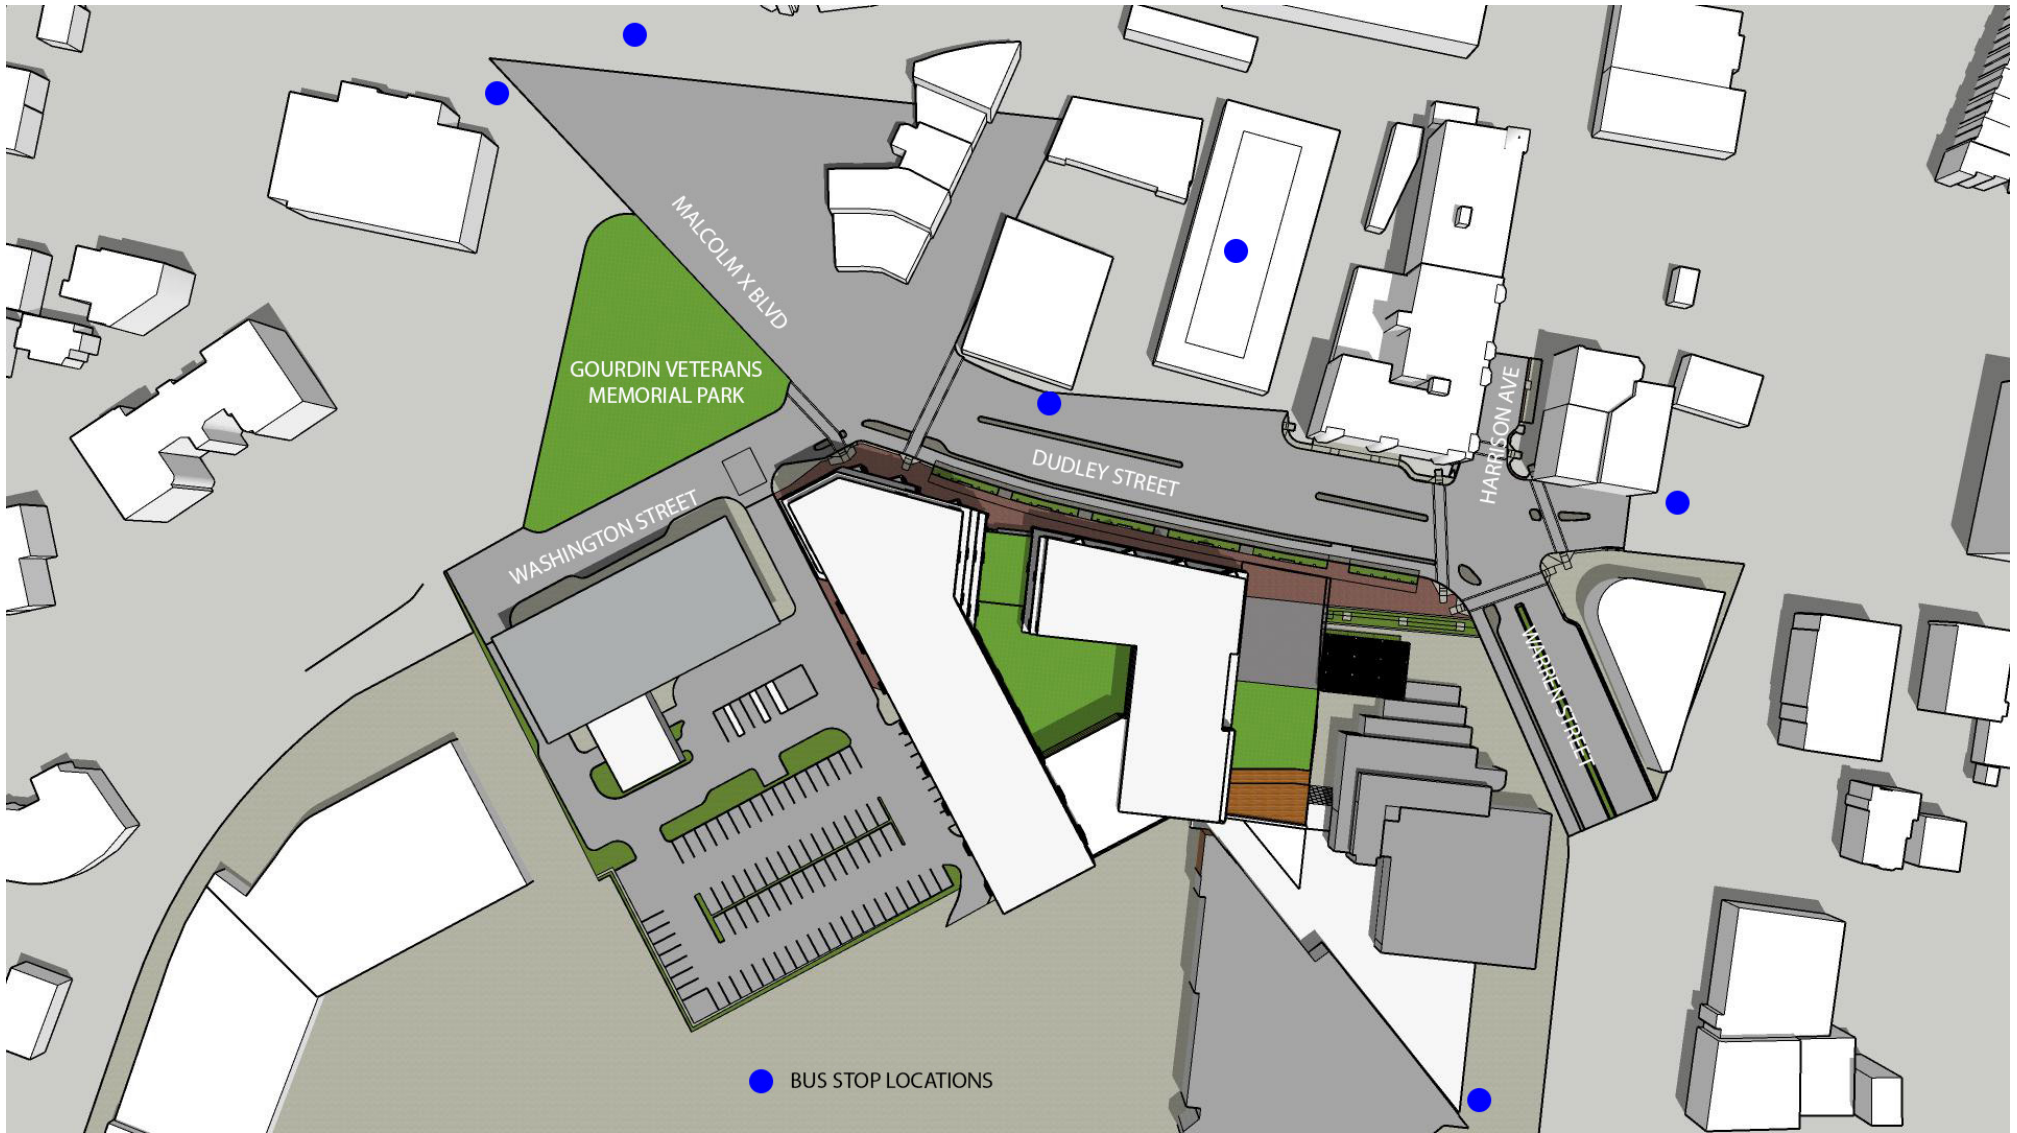 MALCOLM X BLVD
GOURDIN VETERANS
MEMORIAL PARK
HARRISON AVE
DUDLEY STREET
WASHINGTON STREET
WARREN STREET
BUS STOP LOCATIONS